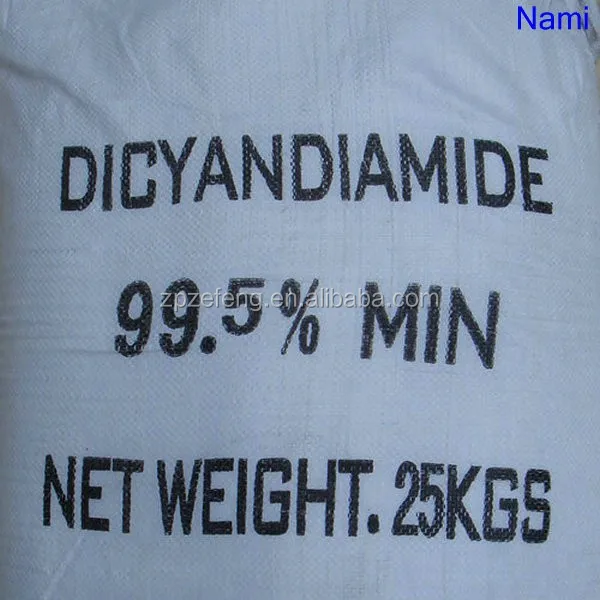 Nami
DICYANDIAMIDE
zpzefeng.en.alibaba.com
99.5% MIN
NET WEIGHT. 25KGS